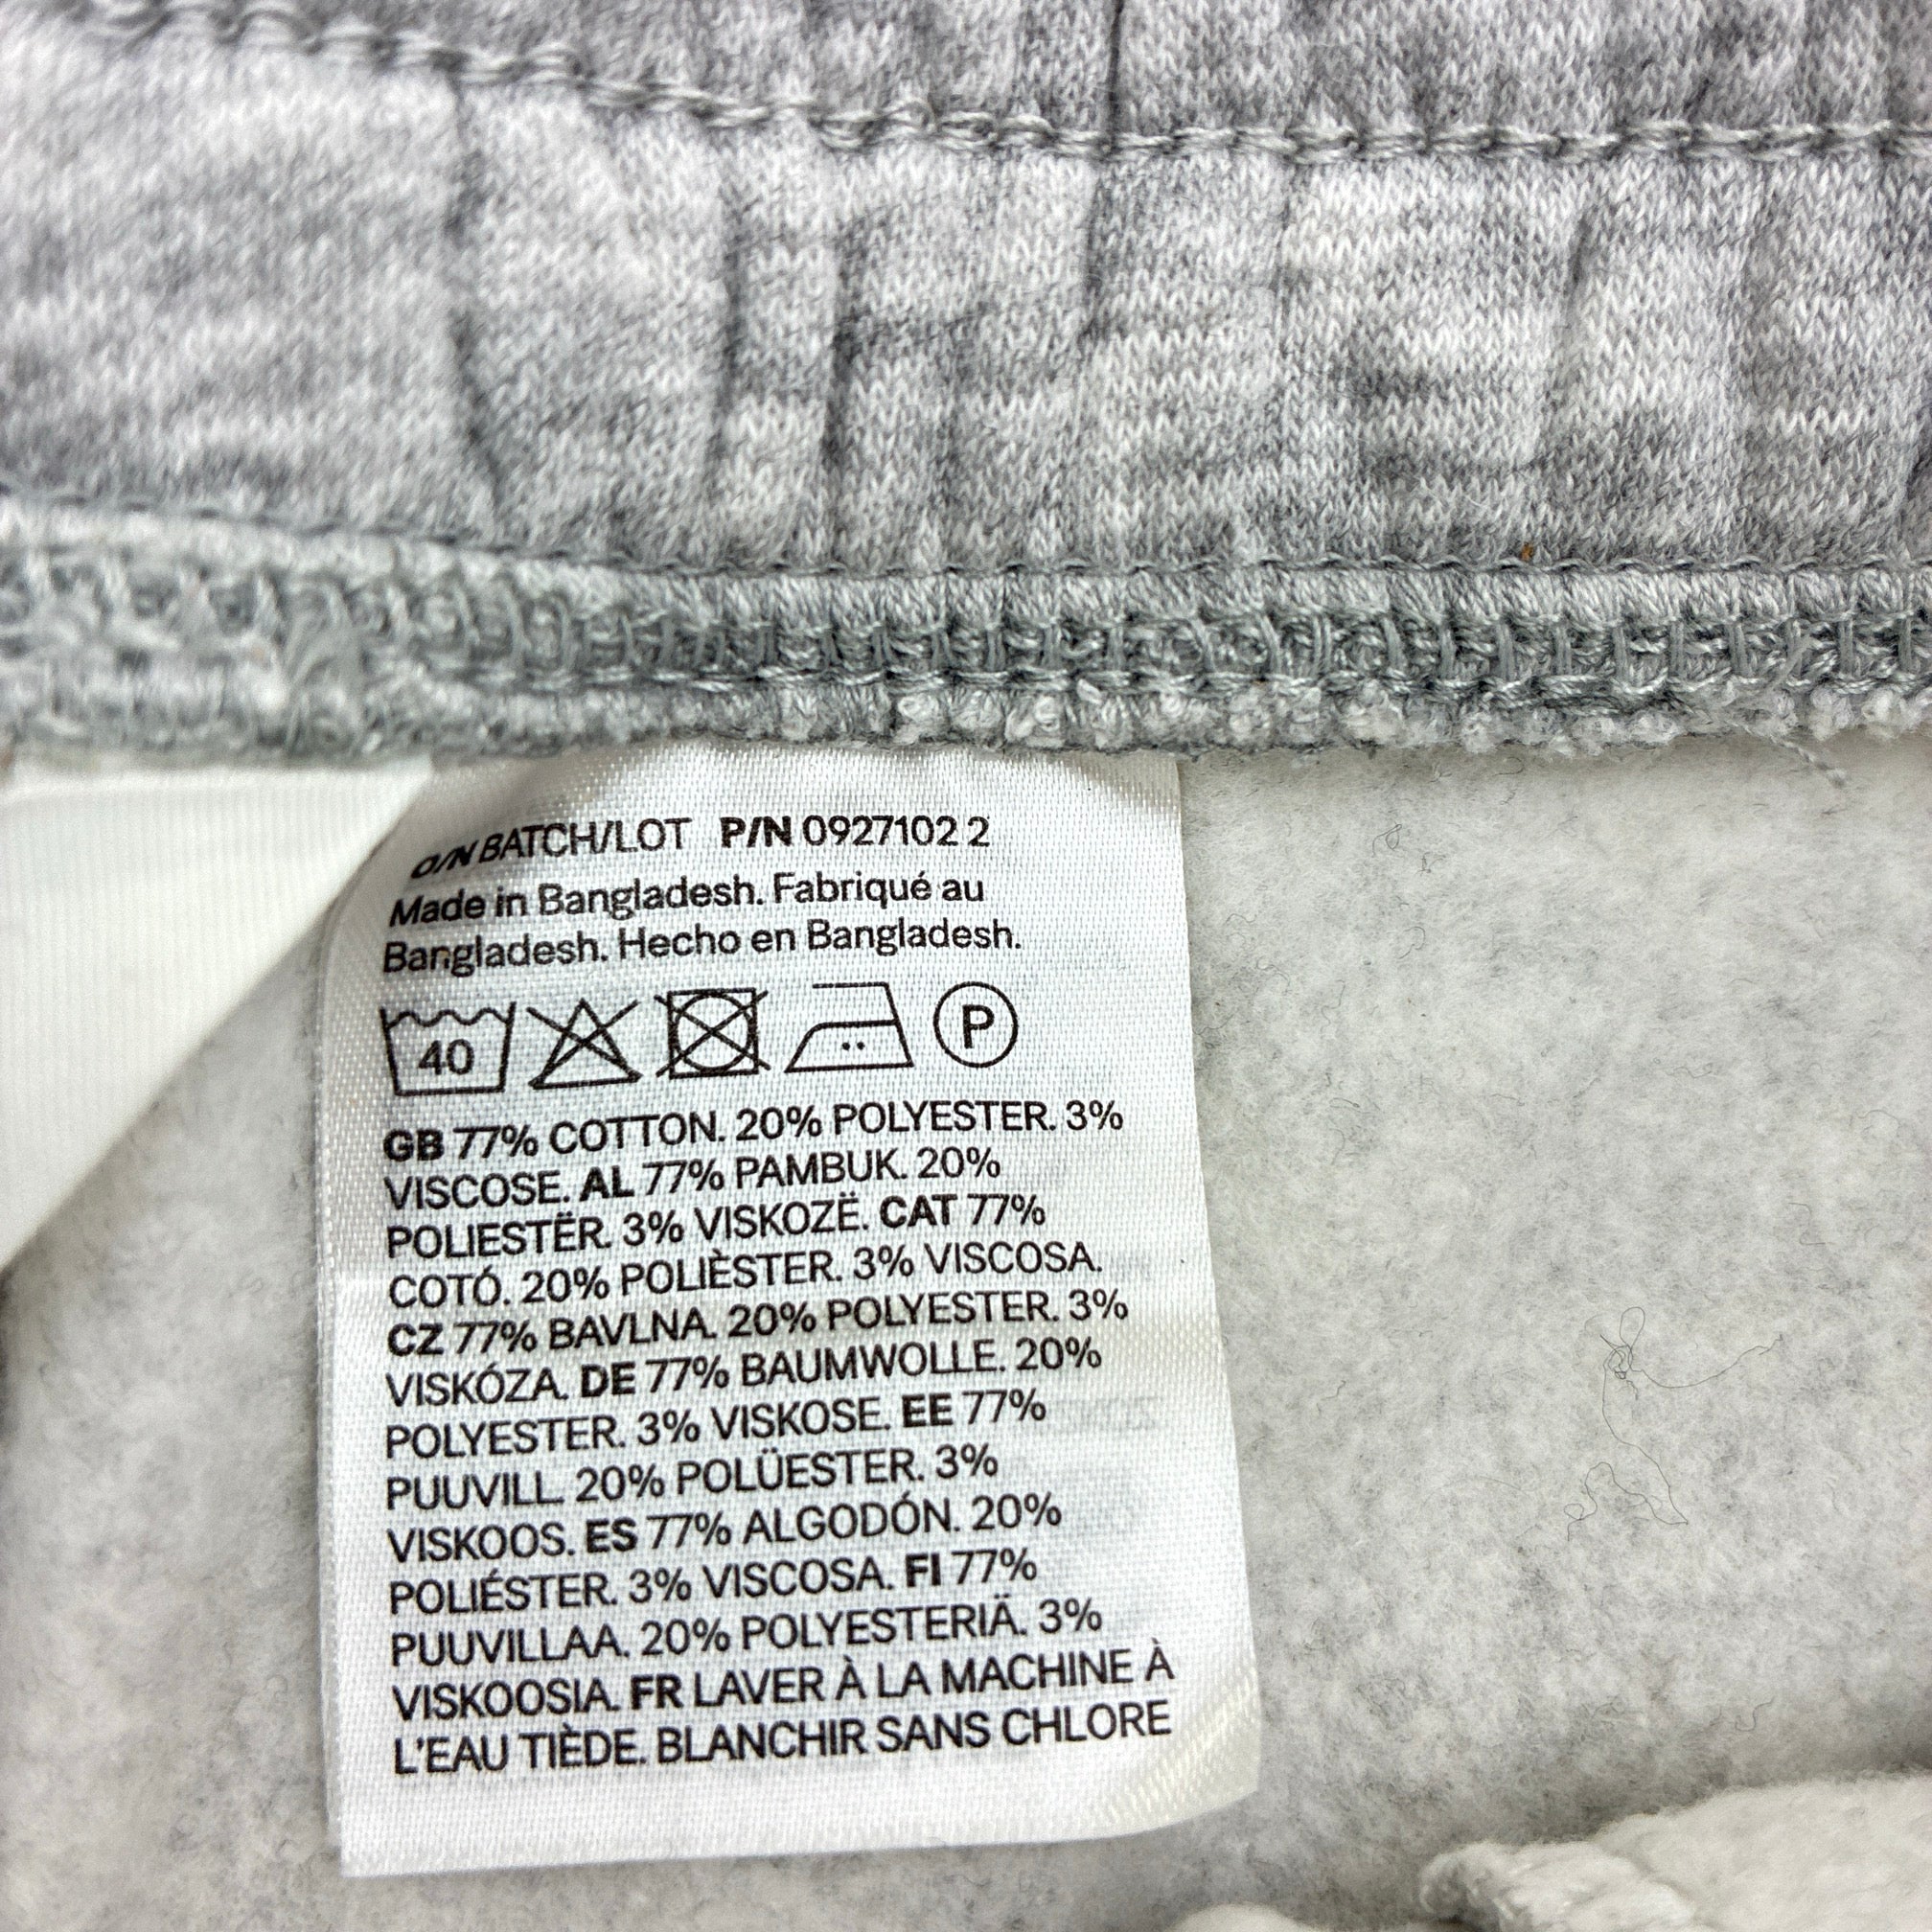 O/N BATCH/LOT P/N 0927102 2
Made in Bangladesh. Fabriqué au
Bangladesh. Hecho en Bangladesh.
40 P
GB 77% COTTON. 20% POLYESTER. 3%
VISCOSE. AL 77% PAMBUK. 20%
POLIESTËR. 3% VISKOZË. CAT 77%
COTÓ. 20% POLIÈSTER. 3% VISCOSA.
CZ 77% BAVLNA. 20% POLYESTER. 3%
VISKÓZA. DE 77% BAUMWOLLE. 20%
POLYESTER. 3% VISKOSE. EE 77%
PUUVILL. 20% POLÜESTER. 3%
VISKOOS. ES 77% ALGODÓN. 20%
POLIÉSTER. 3% VISCOSA. FI 77%
PUUVILLAA. 20% POLYESTERIÄ. 3%
VISKOOSIA. FR LAVER À LA MACHINE À
L'EAU TIÈDE. BLANCHIR SANS CHLORE